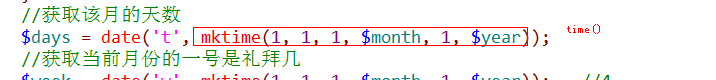 //获取该月的天数
$days = date('t', mktime(1, 1, 1, $month, 1, $year)); time()
//获取当前月份的一号是礼拜几